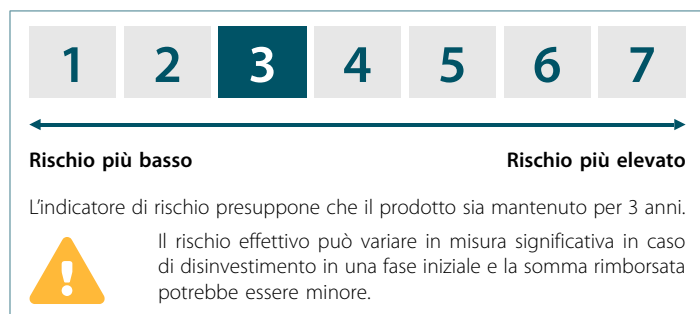 1 2 3 4 5 6 7
Rischio più basso Rischio più elevato
L'indicatore di rischio presuppone che il prodotto sia mantenuto per 3 anni.
Il rischio effettivo può variare in misura significativa in caso
di disinvestimento in una fase iniziale e la somma rimborsata
potrebbe essere minore.